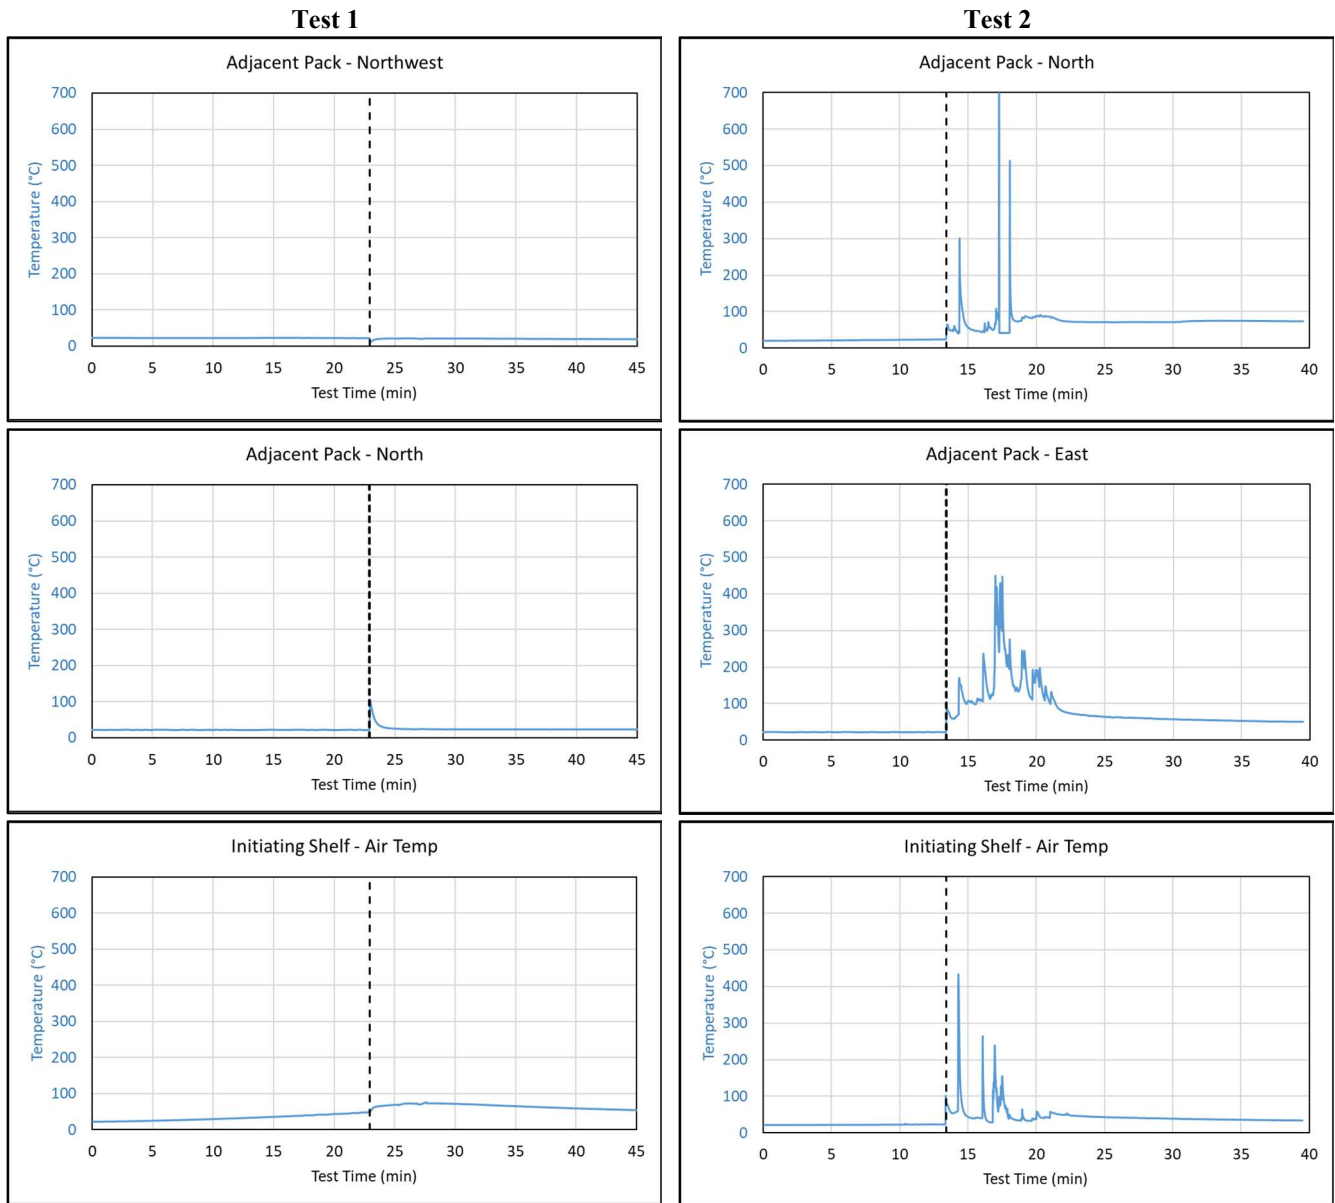 Test 1
Test 2
Adjacent Pack - Northwest
700
600
500
400
300
200
100
0
Temperature (°C)
0 5 10 15 20 25 30 35 40 45
Test Time (min)
Adjacent Pack - North
700
600
500
400
300
200
100
0
Temperature (°C)
0 5 10 15 20 25 30 35 40
Test Time (min)
Adjacent Pack - North
700
600
500
400
300
200
100
0
Temperature (°C)
0 5 10 15 20 25 30 35 40 45
Test Time (min)
Adjacent Pack - East
700
600
500
400
300
200
100
0
Temperature (°C)
0 5 10 15 20 25 30 35 40
Test Time (min)
Initiating Shelf - Air Temp
700
600
500
400
300
200
100
0
Temperature (°C)
0 5 10 15 20 25 30 35 40 45
Test Time (min)
Initiating Shelf - Air Temp
700
600
500
400
300
200
100
0
Temperature (°C)
0 5 10 15 20 25 30 35 40
Test Time (min)